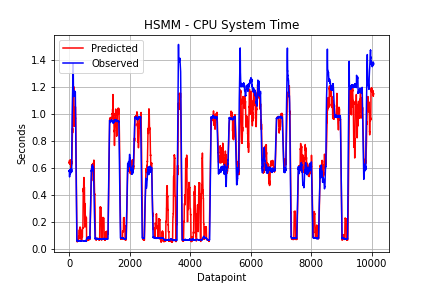 HSMM - CPU System Time
Predicted
Observed
Seconds
1.4
1.2
1.0
0.8
0.6
0.4
0.2
0.0
0 2000 4000 6000 8000 10000
Datapoint